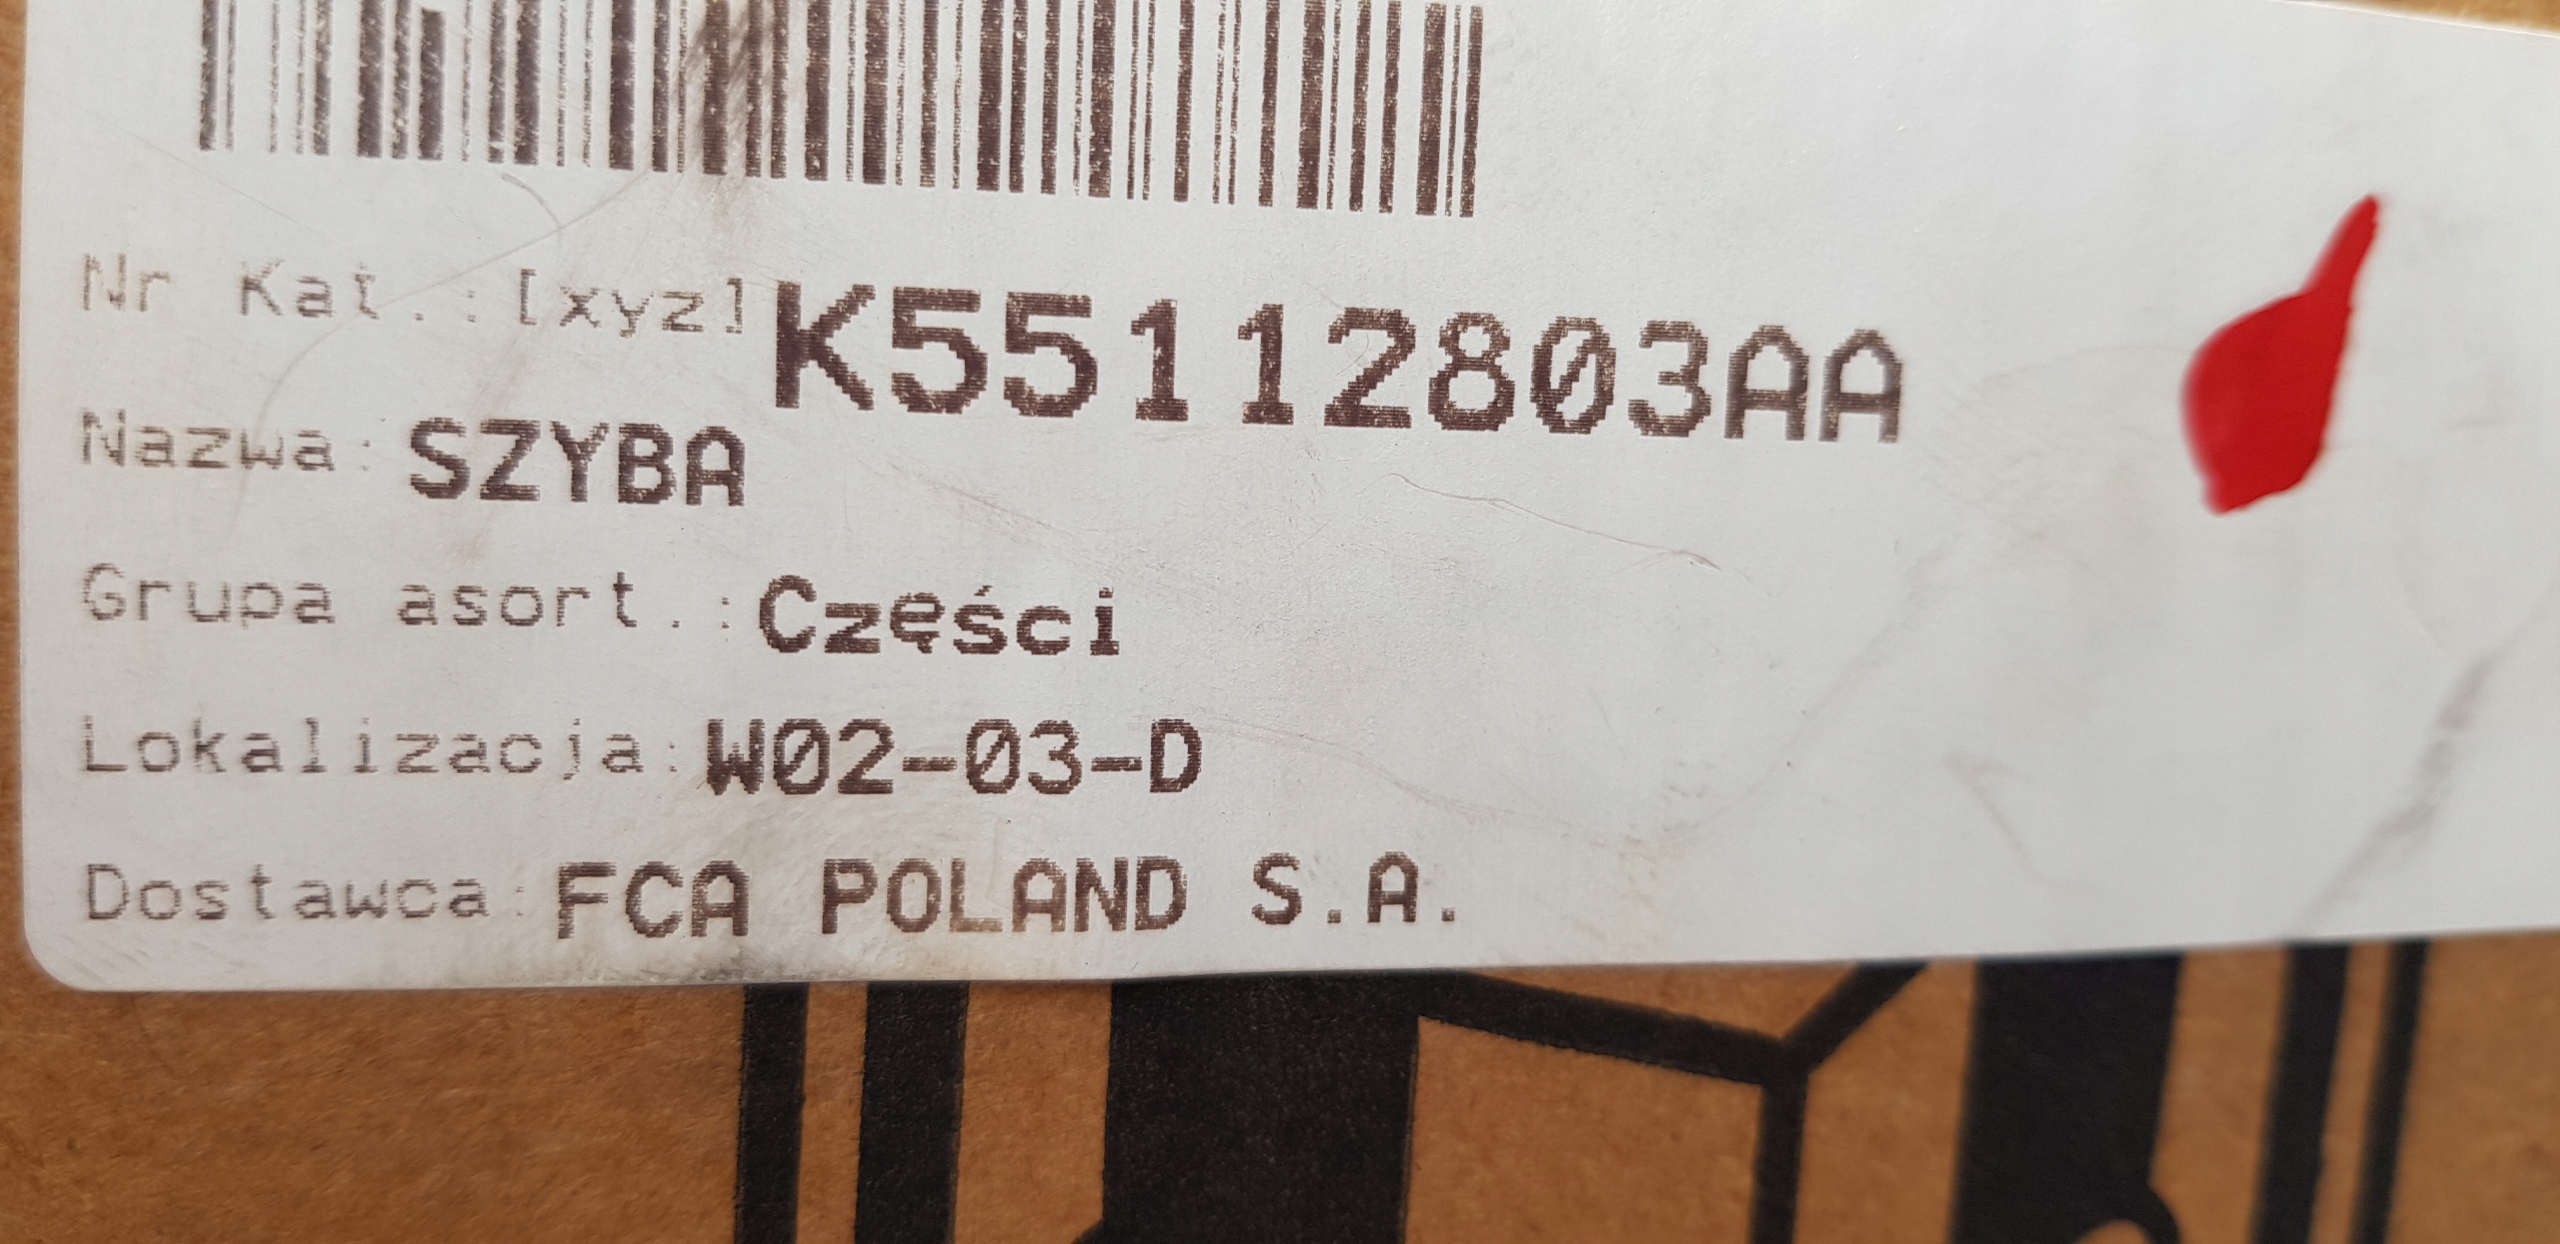 Nr Kat.:[xyz]K55112803AA
Nazwa:SZYBA
Grupa asort.:Części
Lokalizacja:W02-03-D
Dostawca:FCA POLAND S.A.